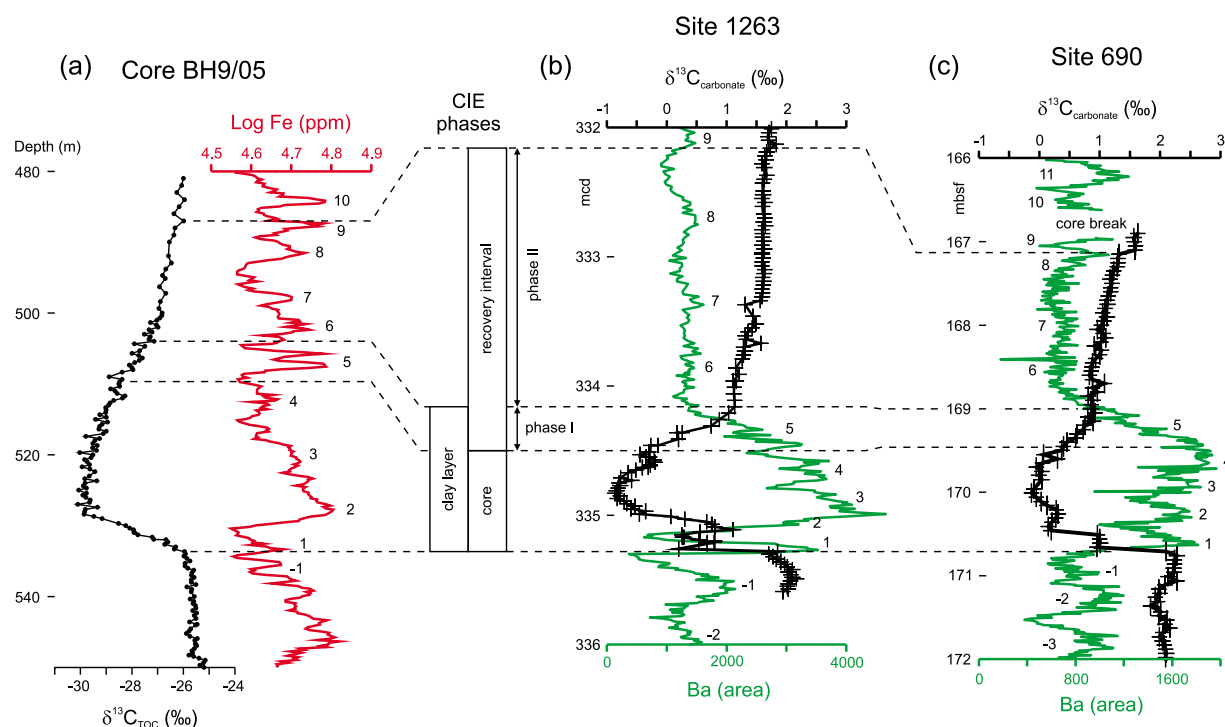 Site 1263
Site 690
(a)
Core BH9/05
(b)
(c)
CIE
phases
δ13Ccarbonate (‰)
δ13Ccarbonate (‰)
Log Fe (ppm)
-1 0 1 2 3
-1 0 1 2 3
4.5 4.6 4.7 4.8 4.9
Depth (m)
480
500
520
540
10
9
8
7
6
5
4
3
2
1
-1
-30 -28 -26 -24
δ13CTOC (‰)
recovery interval
phase II
phase I
clay layer
core
332
mcd
333
334
335
336
9
8
7
6
5
4
3
2
1
-1
-2
0 2000 4000
Ba (area)
166
mbsf
167
168
169
170
171
172
11
10
core break
9
8
7
6
5
4
3
2
1
-1
-2
-3
0 800 1600
Ba (area)